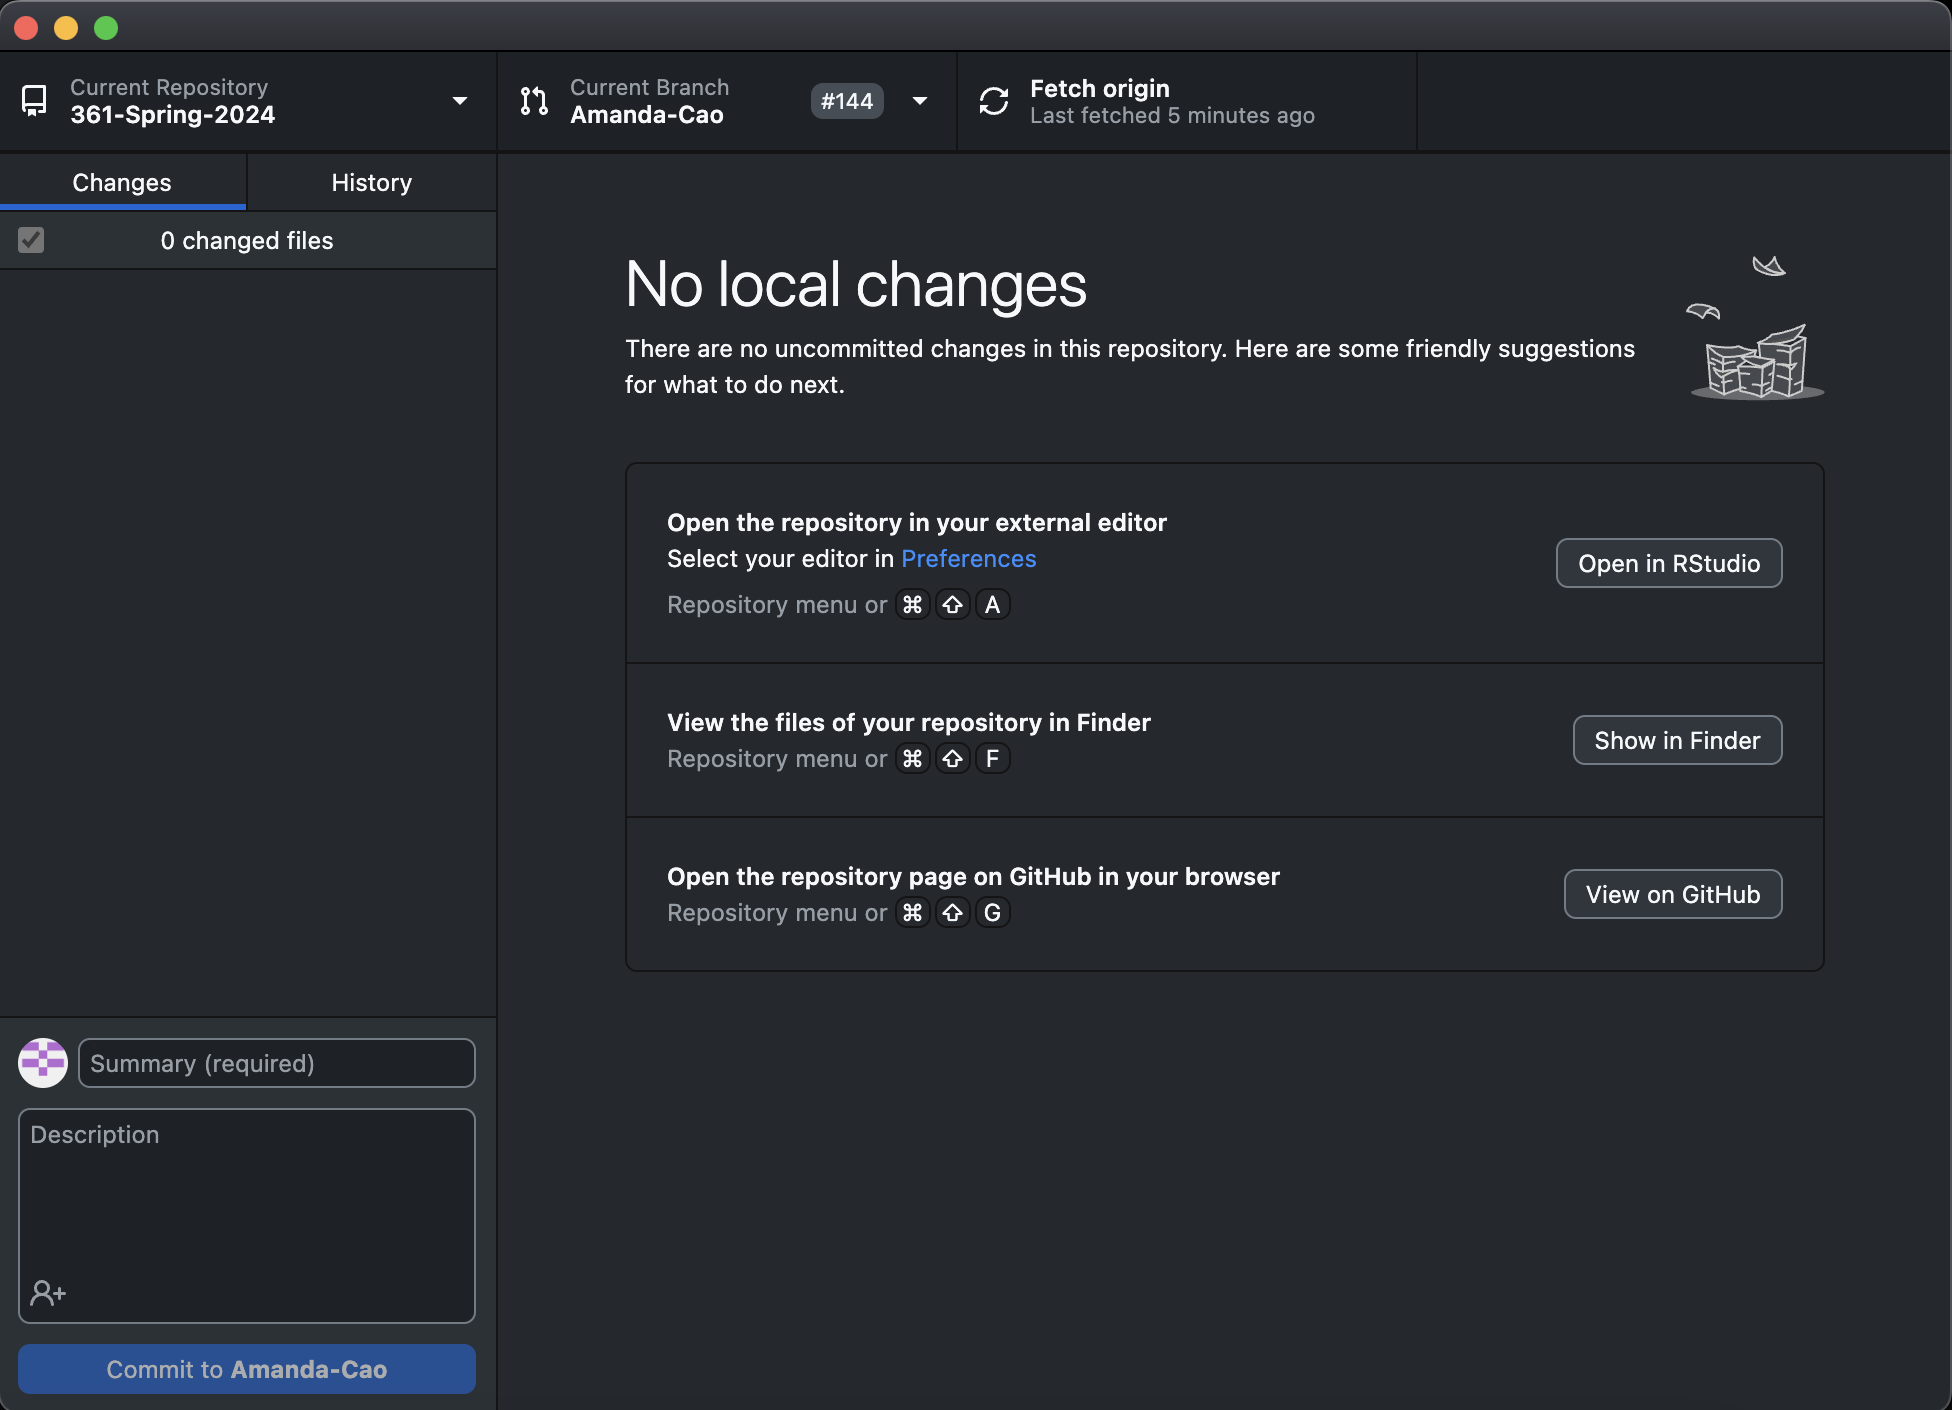 Current Repository
361-Spring-2024
Current Branch
Amanda-Cao
#144
Fetch origin
Last fetched 5 minutes ago
Changes
History
0 changed files
No local changes
There are no uncommitted changes in this repository. Here are some friendly suggestions
for what to do next.
Open the repository in your external editor
Select your editor in Preferences
Repository menu or ⌘ ⇧ A
Open in RStudio
View the files of your repository in Finder
Repository menu or ⌘ ⇧ F
Show in Finder
Open the repository page on GitHub in your browser
Repository menu or ⌘ ⇧ G
View on GitHub
Summary (required)
Description
Commit to Amanda-Cao